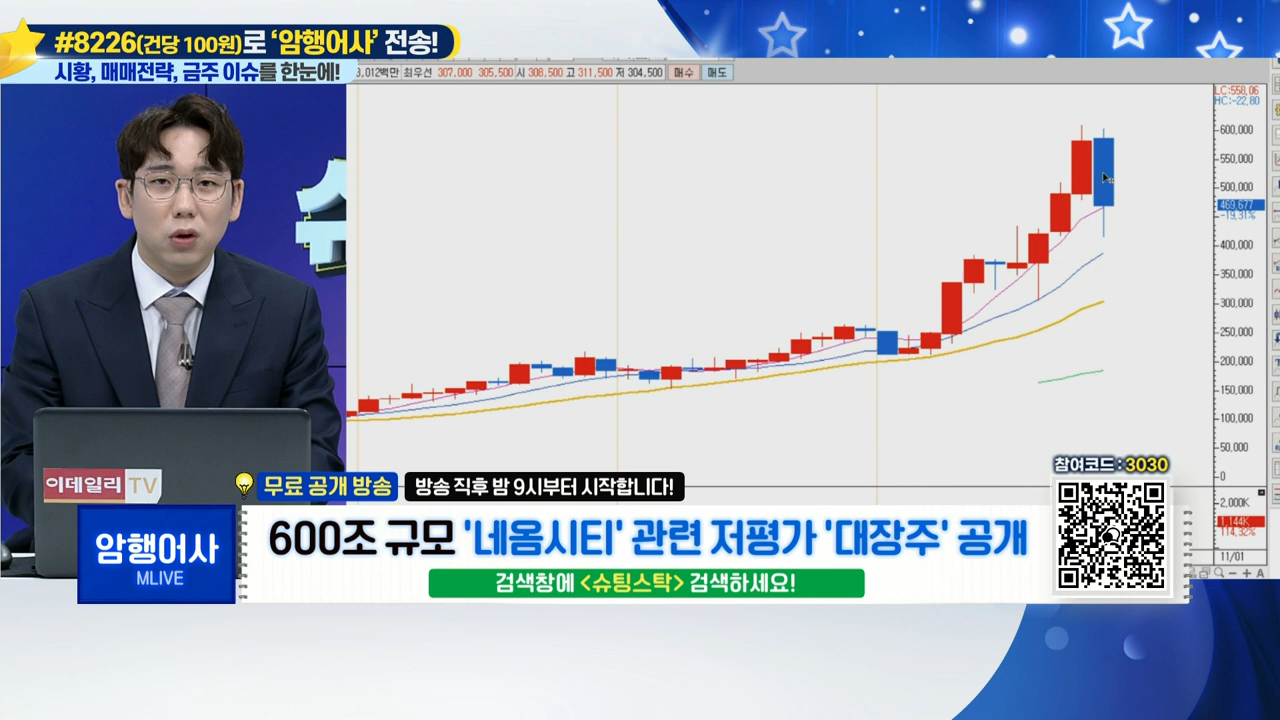 #8226(건당 100원)로 '암행어사' 전송!
시황, 매매전략, 금주 이슈를 한눈에!
3,012백만 최우선 307,000 305,500 시 308,500 고 311,500 저 304,500 매수 매도
LC:558.06
HC:-22.80
600,000
550,000
500,000
469,677
-19.31%
400,000
350,000
300,000
250,000
200,000
150,000
100,000
50,000
0
2,000K
1,144K
114.32%
11/01
이데일리 TV
무료 공개 방송 방송 직후 밤 9시부터 시작합니다!
참여코드 : 3030
암행어사
MLIVE
600조 규모 '네옴시티' 관련 저평가 '대장주' 공개
검색창에 <슈팅스탁> 검색하세요!